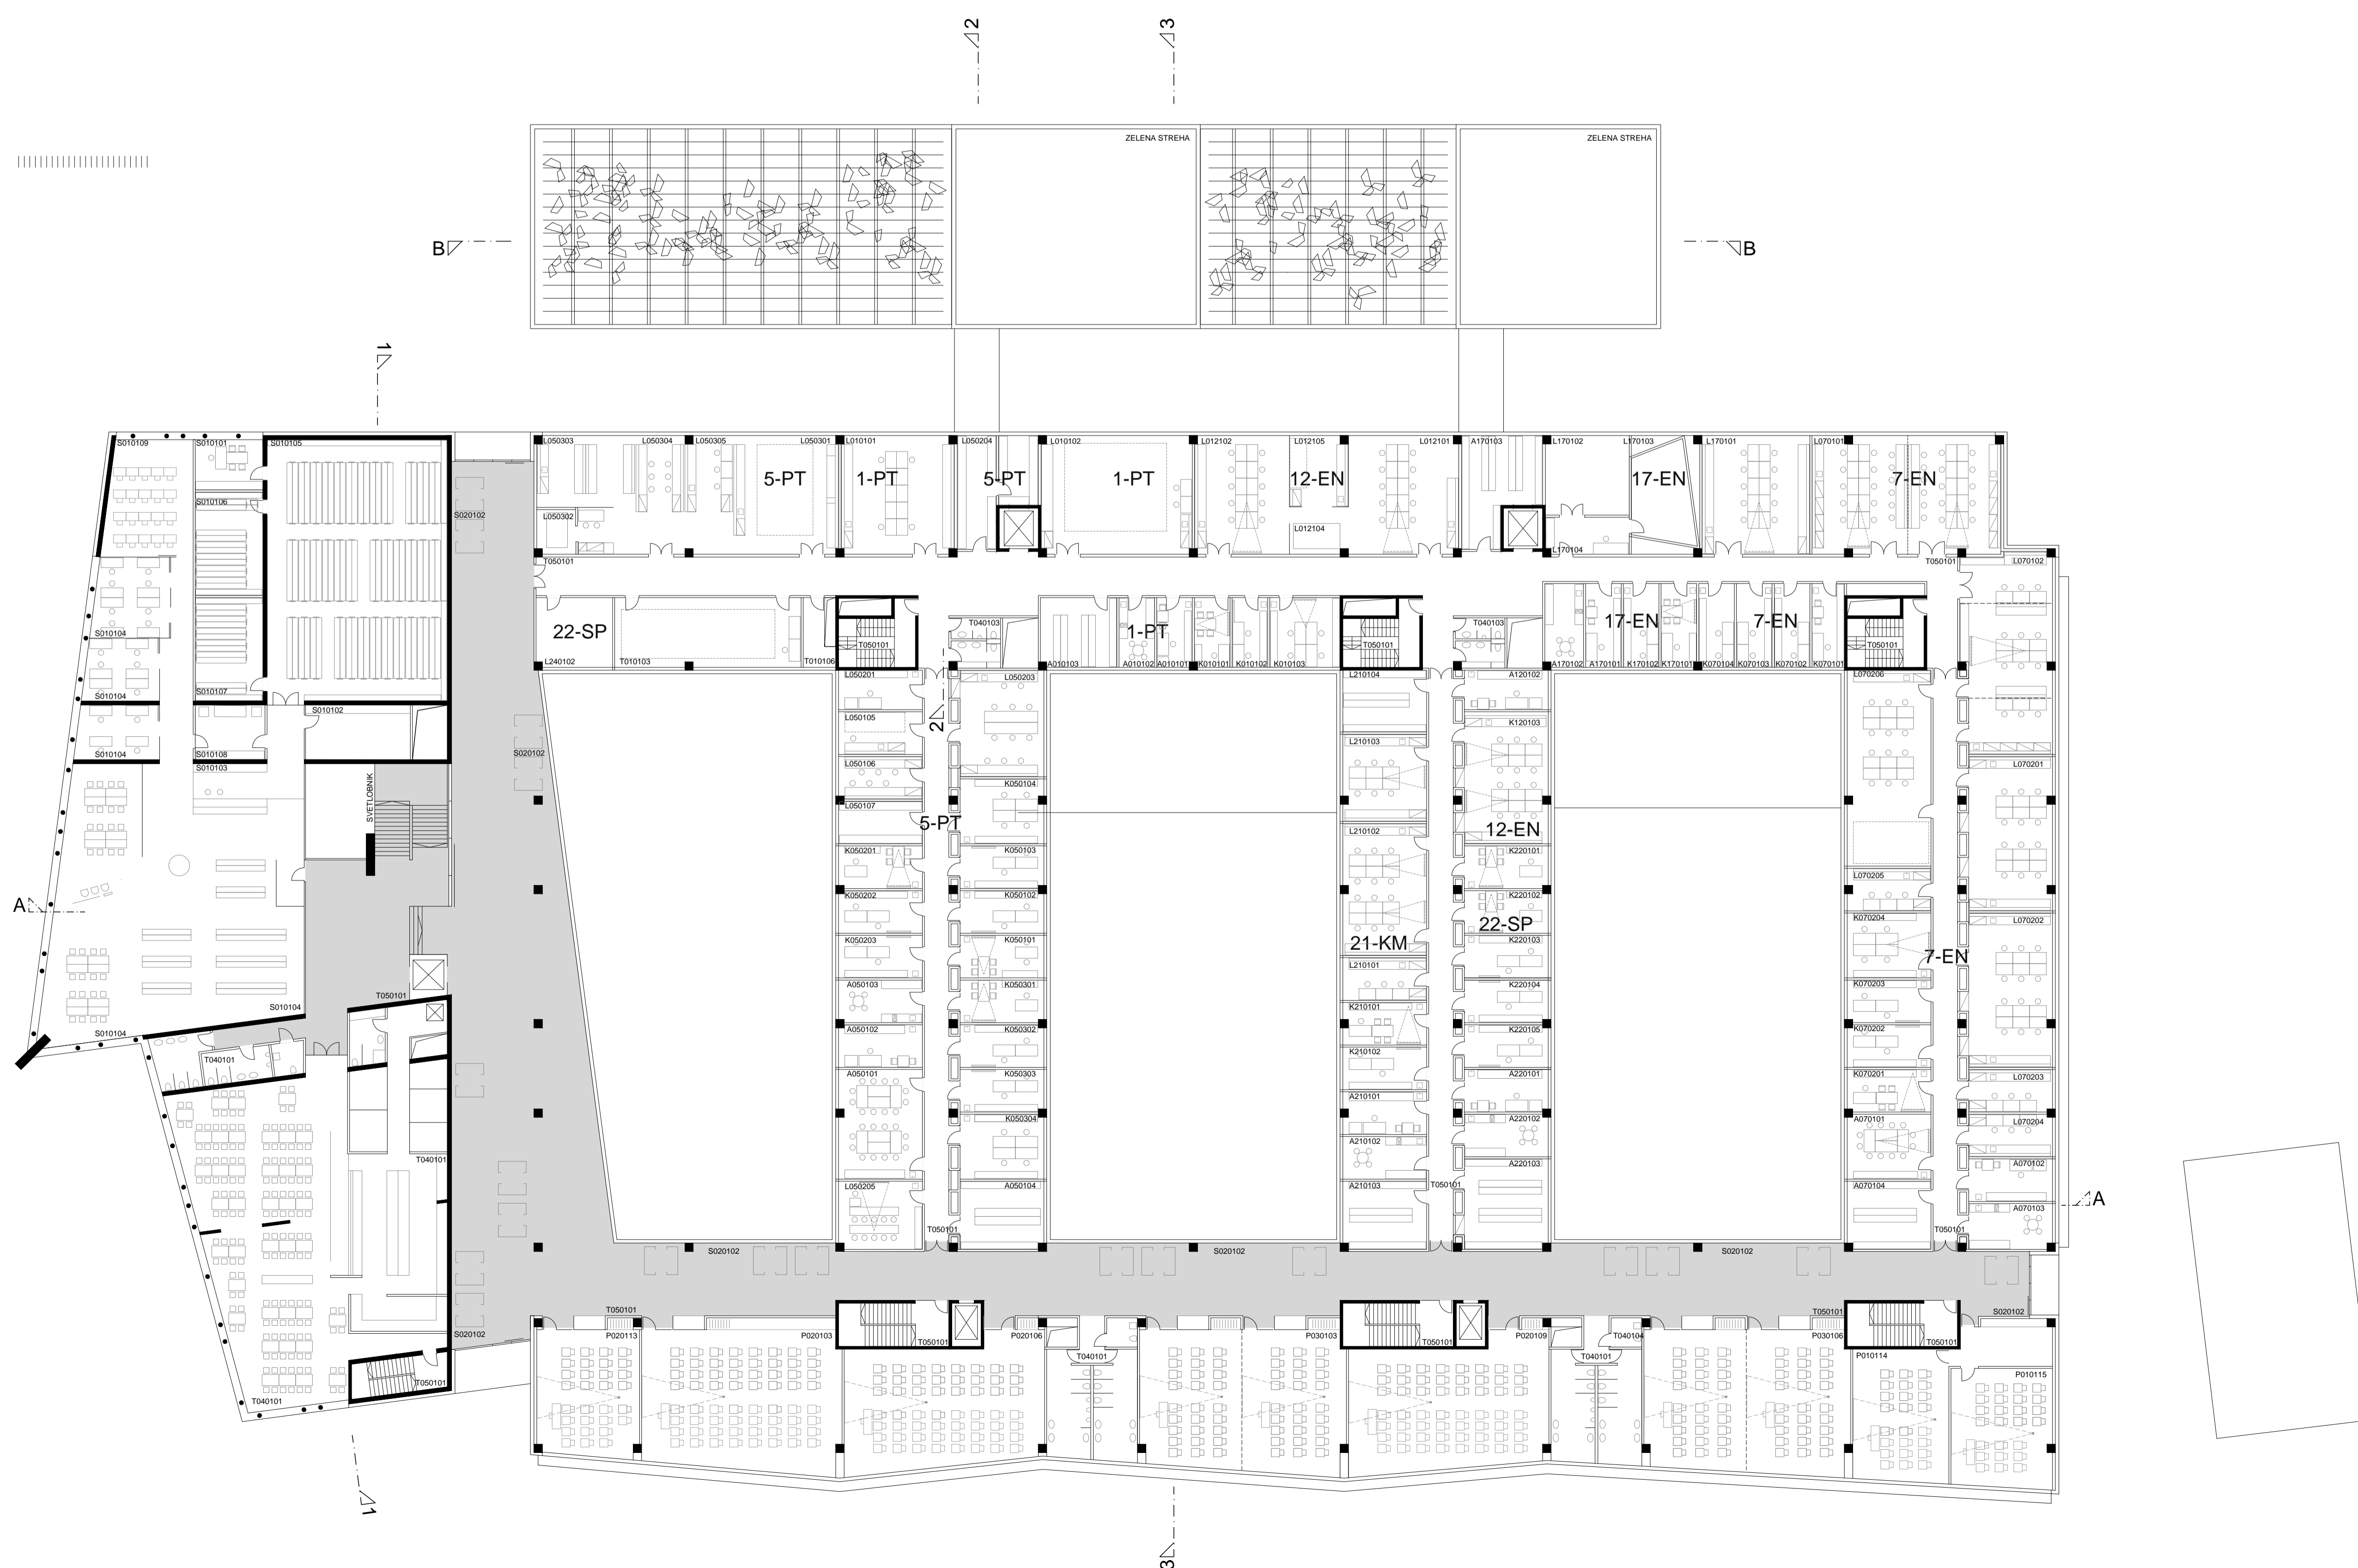 2
3
ZELENA STREHA
ZELENA STREHA
B
B
1
S010109
S010101
S010105
L050303
L050304
L050305
L050301
L010101
L050204
L010102
L012102
L012105
L012101
A170103
L170102
L170103
L170101
L070101
5-PT
1-PT
5-PT
1-PT
12-EN
17-EN
7-EN
S010106
S020102
L050302
L012104
L170104
T050101
T050101
L070102
22-SP
T040103
1-PT
T040103
17-EN
7-EN
S010104
T050101
T050101
T050101
L240102
T010103
T010106
A010103
A010102
A010101
K010101
K010102
K010103
A170102
A170101
K170102
K170101
K070104
K070103
K070102
K070101
L050201
L050203
L210104
A120102
L070206
S010107
S010104
S010102
L050105
2
K120103
S010104
S010108
S010103
S020102
L050106
L210103
L070201
SVETLOBNIK
K050104
L050107
5-PT
L210102
12-EN
K050201
K050103
K220101
L070205
K050202
K050102
K220102
A
K070204
L070202
22-SP
K050203
K050101
21-KM
K220103
7-EN
L210101
A050103
K050301
K220104
K070203
T050101
S010104
K210101
S010104
A050102
K050302
K220105
K070202
T040101
K210102
A050101
K050303
A220101
K070201
L070203
A210101
K050304
A220102
A070101
L070204
A210102
T040101
A220103
A070102
L050205
A050104
A210103
T050101
A070104
A
A070103
T050101
T050101
S020102
S020102
S020102
T050101
T050101
S020102
S020102
P020113
P020103
T050101
P020106
P030103
T050101
P020109
T040104
P030106
T050101
T040101
T040101
P010114
P010115
T050101
T040101
1
3